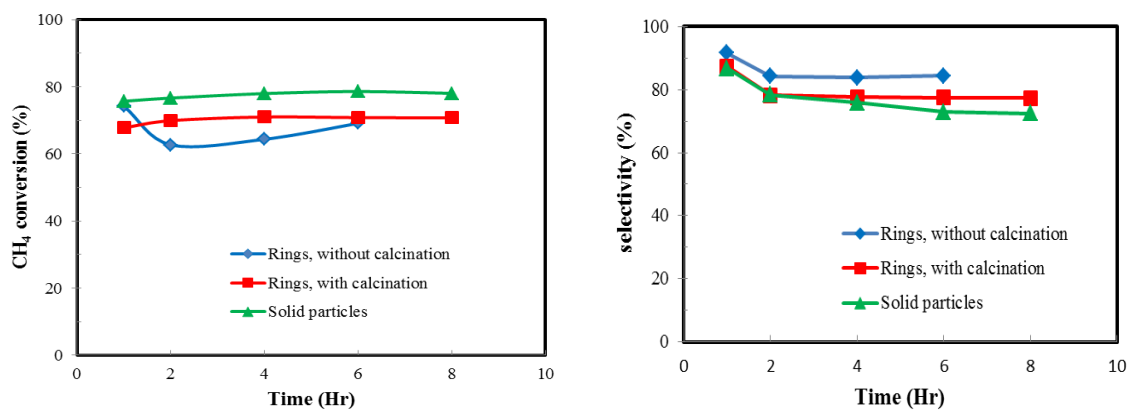 100
80
60
40
20
0
CH₄ conversion (%)
Rings, without calcination
Rings, with calcination
Solid particles
0 2 4 6 8 10
Time (Hr)
100
80
60
40
20
0
selectivity (%)
Rings, without calcination
Rings, with calcination
Solid particles
0 2 4 6 8 10
Time (Hr)